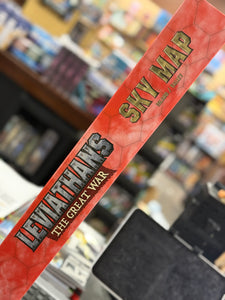 LEVIATHANS
THE GREAT WAR
SKY MAP